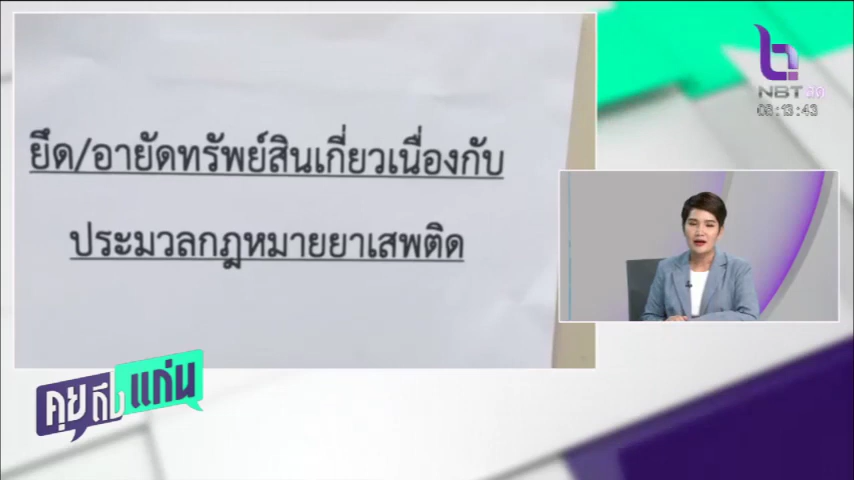 ยึด/อายัดทรัพย์สินเกี่ยวเนื่องกับ
ประมวลกฎหมายยาเสพติด
NBT สด
08:13:43
คุยถึงแก่น